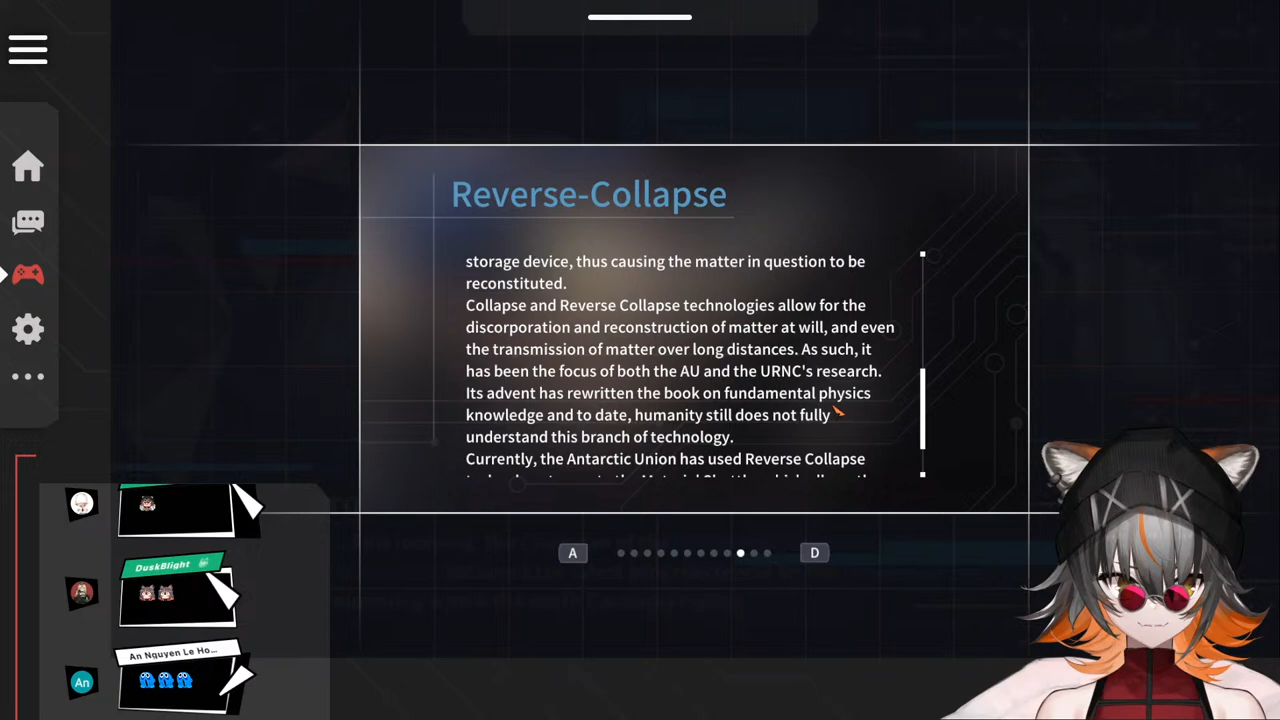 Reverse-Collapse
storage device, thus causing the matter in question to be
reconstituted.
Collapse and Reverse Collapse technologies allow for the
discorporation and reconstruction of matter at will, and even
the transmission of matter over long distances. As such, it
has been the focus of both the AU and the URNC's research.
Its advent has rewritten the book on fundamental physics
knowledge and to date, humanity still does not fully
understand this branch of technology.
Currently, the Antarctic Union has used Reverse Collapse
A
D
DuskBlight
An Nguyen Le Ho...
An